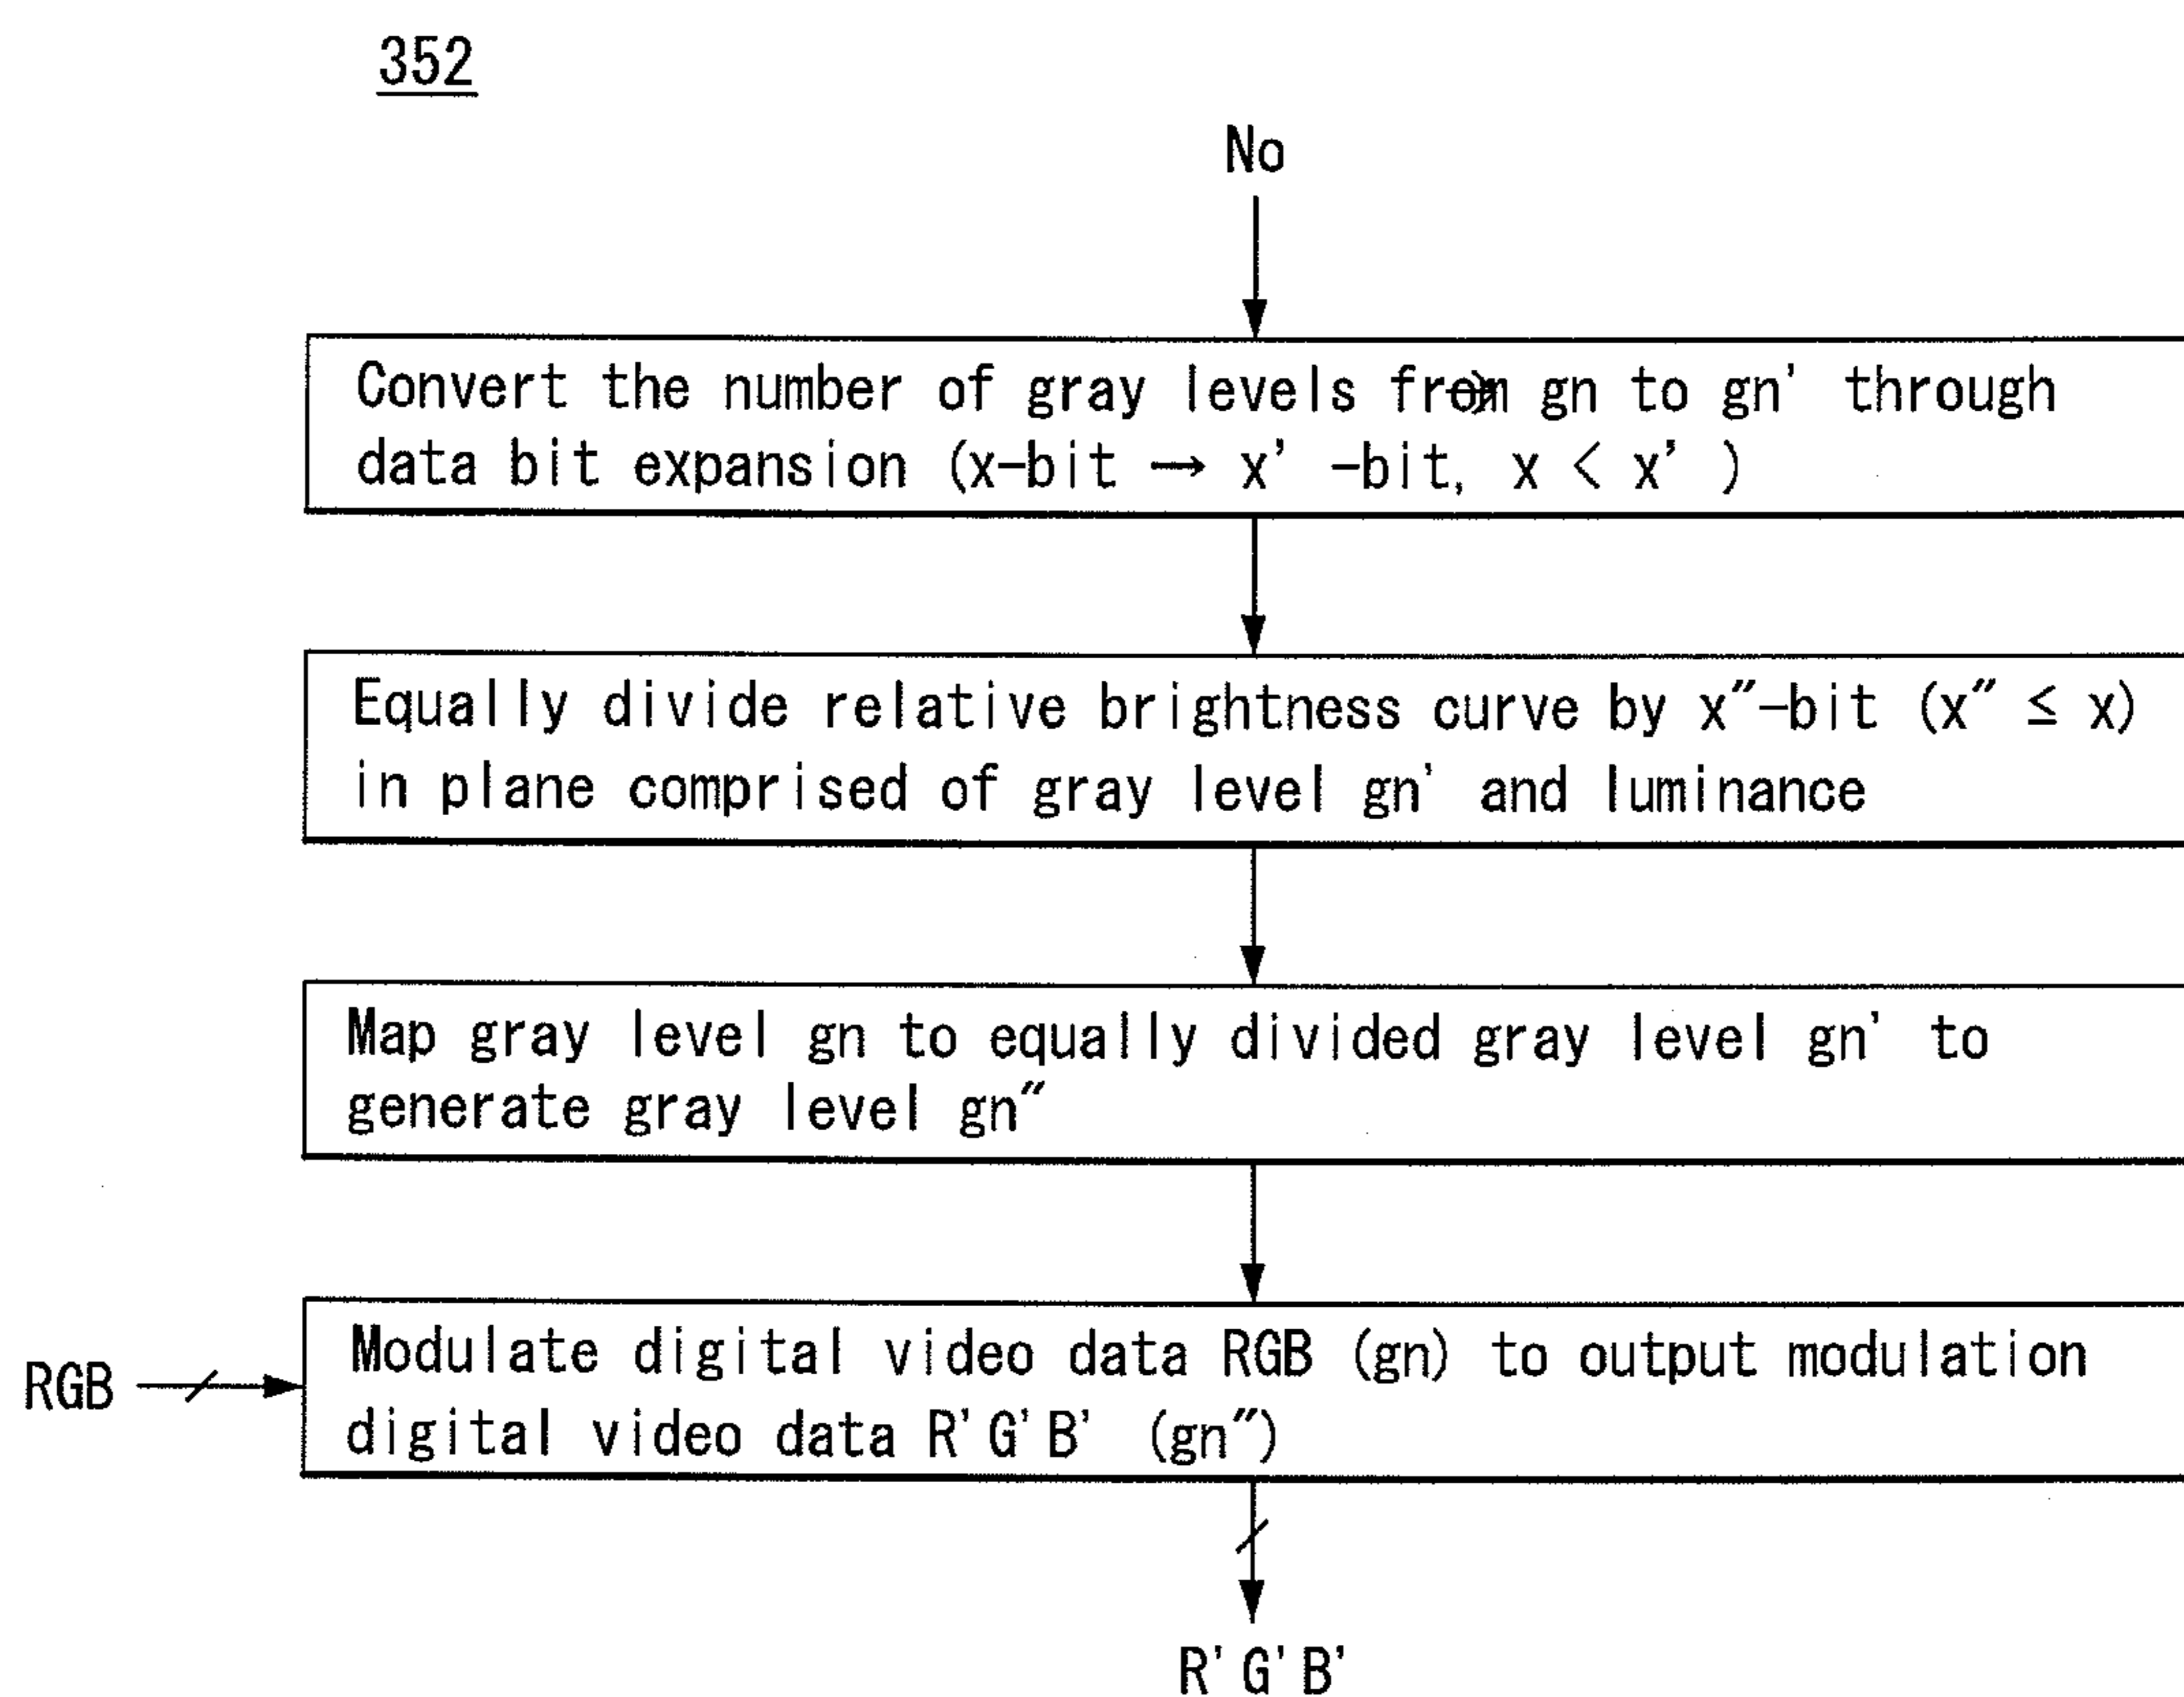 352
No
Convert the number of gray levels from gn to gn' through
data bit expansion (x-bit → x' -bit, x < x' )
Equally divide relative brightness curve by x″-bit (x″ ≤ x)
in plane comprised of gray level gn' and luminance
Map gray level gn to equally divided gray level gn' to
generate gray level gn″
RGB
Modulate digital video data RGB (gn) to output modulation
digital video data R'G'B' (gn″)
R'G'B'